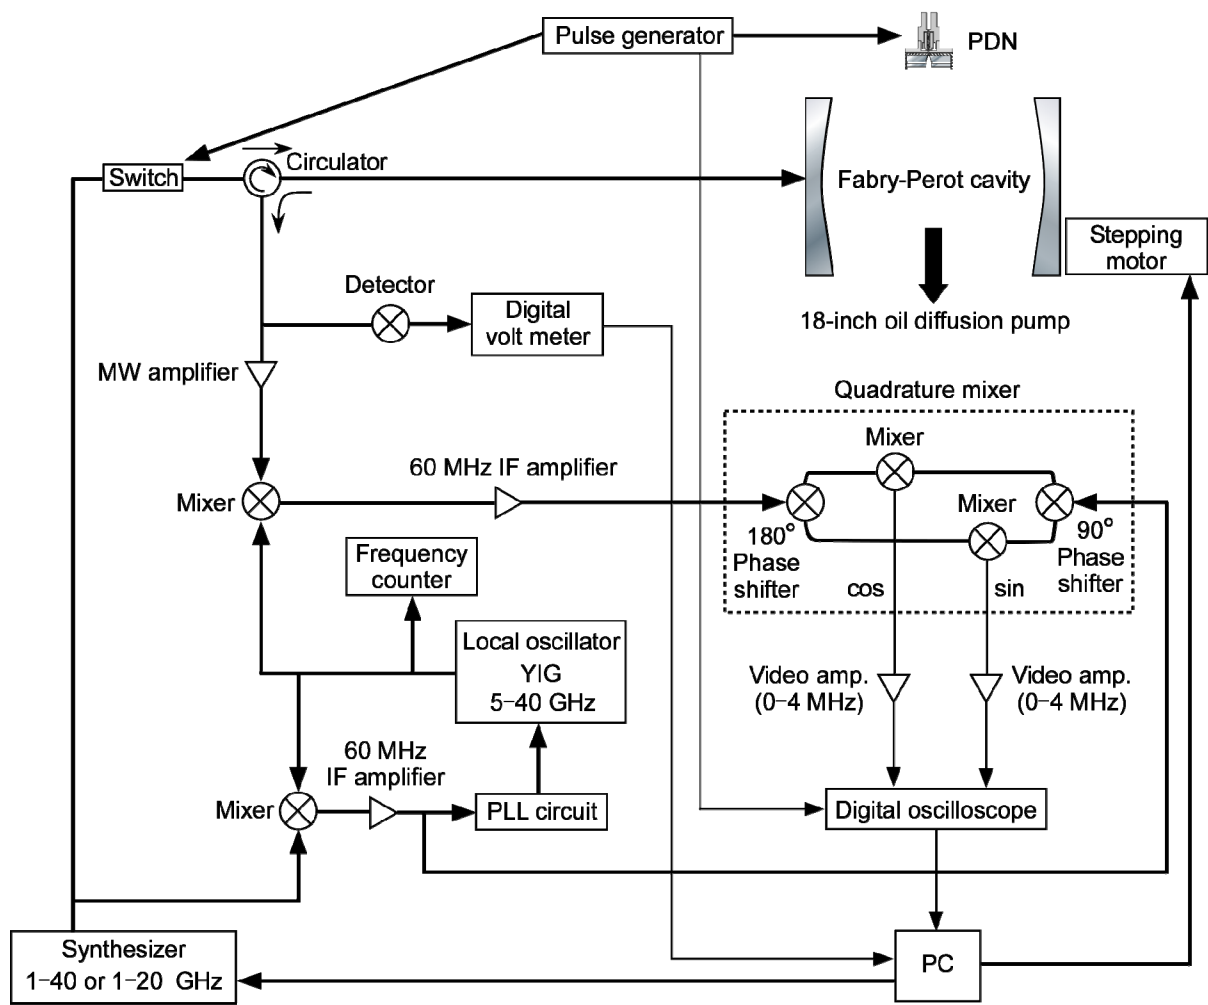 Pulse generator
PDN
Circulator
Switch
Fabry-Perot cavity
Stepping
motor
Detector
Digital
volt meter
18-inch oil diffusion pump
MW amplifier
Quadrature mixer
Mixer
60 MHz IF amplifier
Mixer
Mixer
180°
Phase
shifter
90°
Phase
shifter
cos
sin
Frequency
counter
Local oscillator
YIG
5−40 GHz
Video amp.
(0−4 MHz)
Video amp.
(0−4 MHz)
60 MHz
IF amplifier
Mixer
PLL circuit
Digital oscilloscope
Synthesizer
1−40 or 1−20 GHz
PC